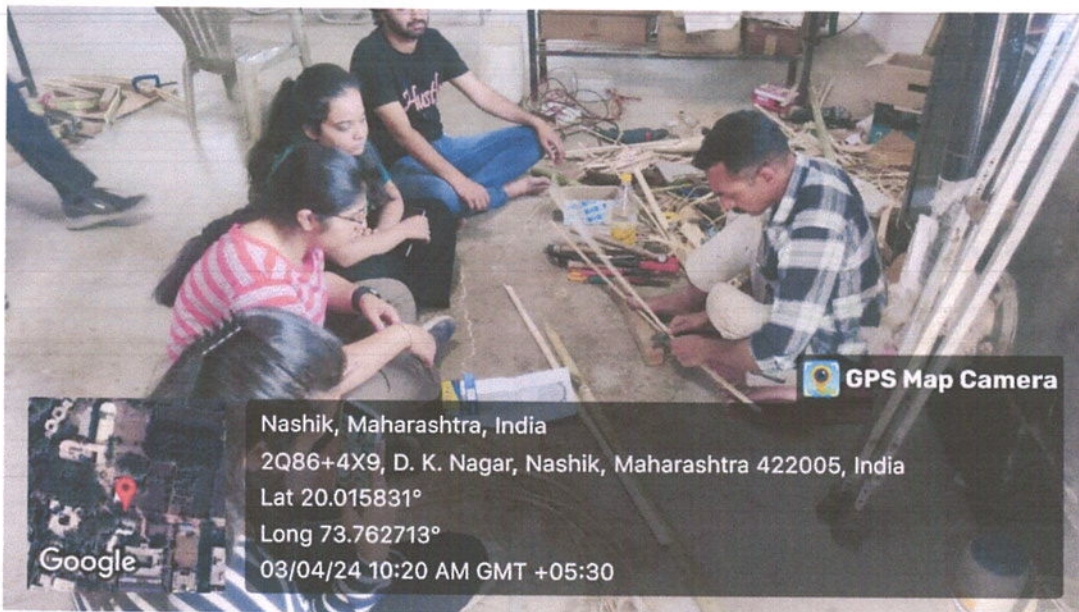 Hustl
GPS Map Camera
Nashik, Maharashtra, India
2Q86+4X9, D. K. Nagar, Nashik, Maharashtra 422005, India
Lat 20.015831°
Long 73.762713°
03/04/24 10:20 AM GMT +05:30
Google